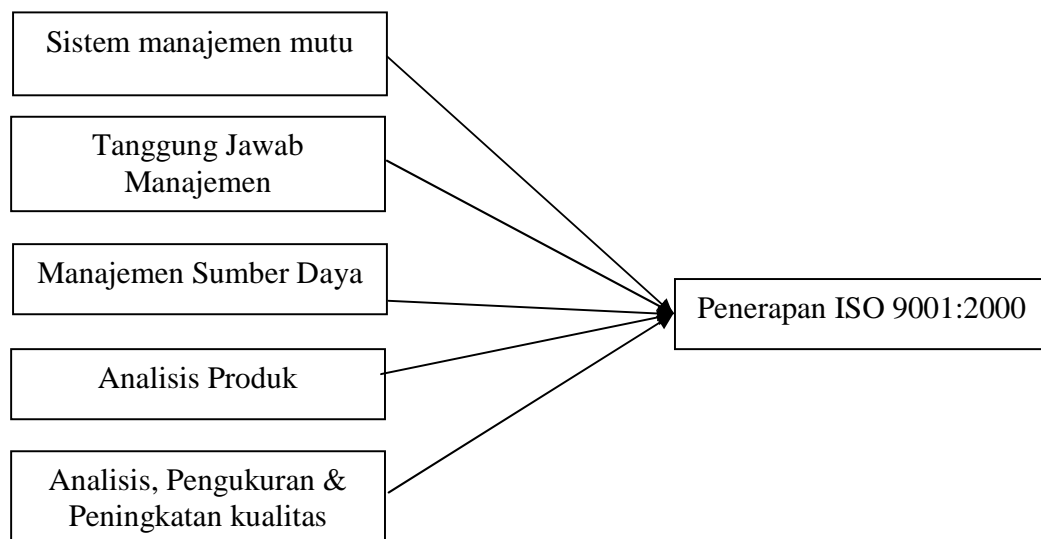 Sistem manajemen mutu
Tanggung Jawab
Manajemen
Manajemen Sumber Daya
Penerapan ISO 9001:2000
Analisis Produk
Analisis, Pengukuran &
Peningkatan kualitas